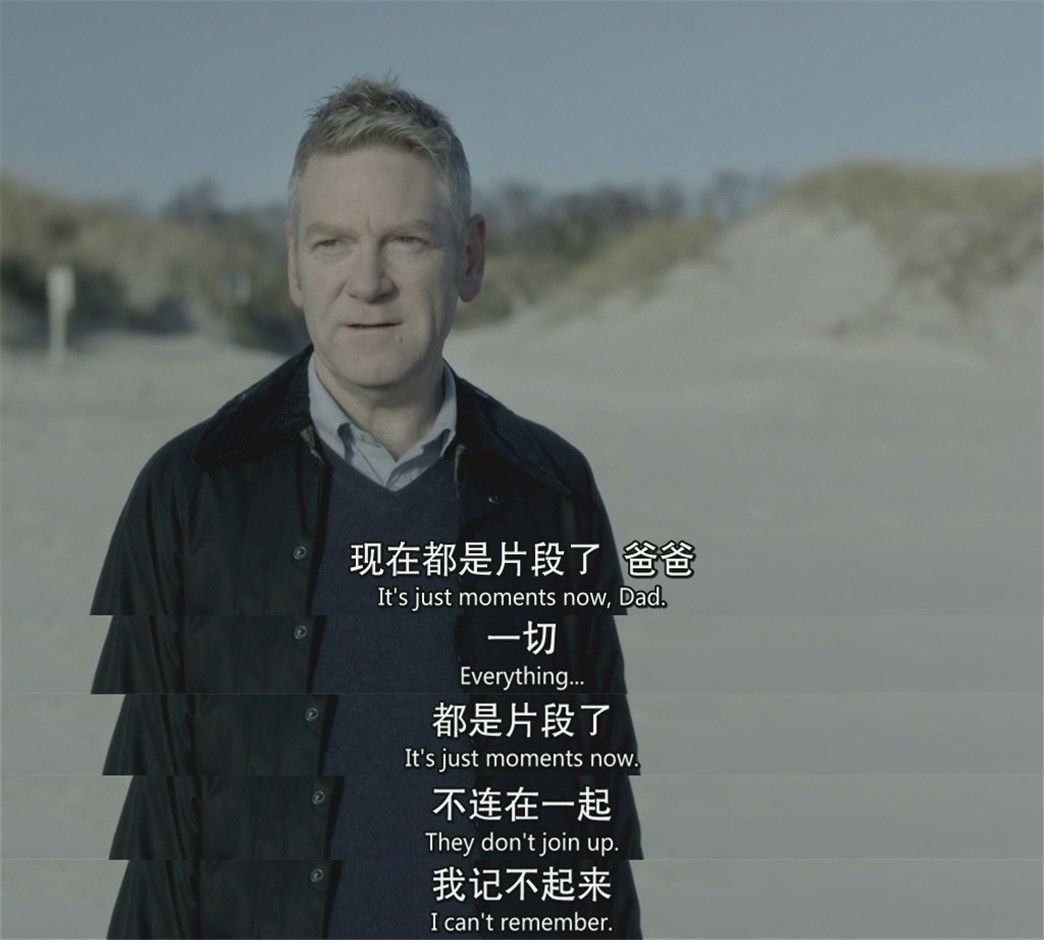 现在都是片段了 爸爸
It's just moments now, Dad.
一切
Everything...
都是片段了
It's just moments now.
不连在一起
They don't join up.
我记不起来
I can't remember.